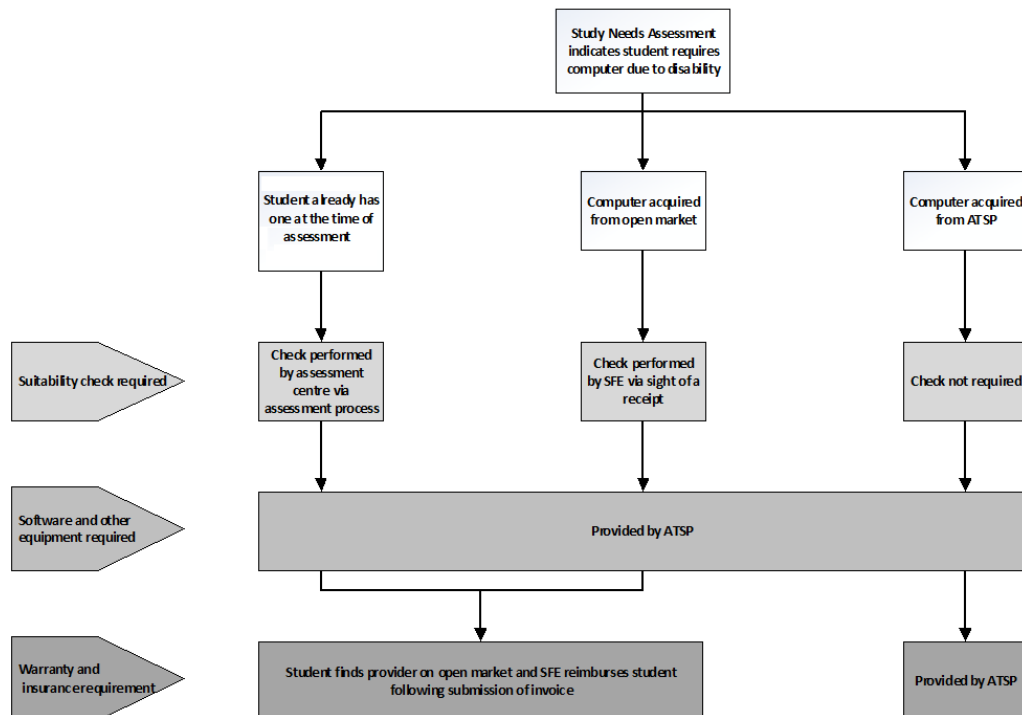 Study Needs Assessment
indicates student requires
computer due to disability
Student already has
one at the time of
assessment
Computer acquired
from open market
Computer acquired
from ATSP
Suitability check required
Check performed
by assessment
centre via
assessment process
Check performed
by SFE via sight of a
receipt
Check not required
Software and other
equipment required
Provided by ATSP
Warranty and
insurance requirement
Student finds provider on open market and SFE reimburses student
following submission of invoice
Provided by ATSP